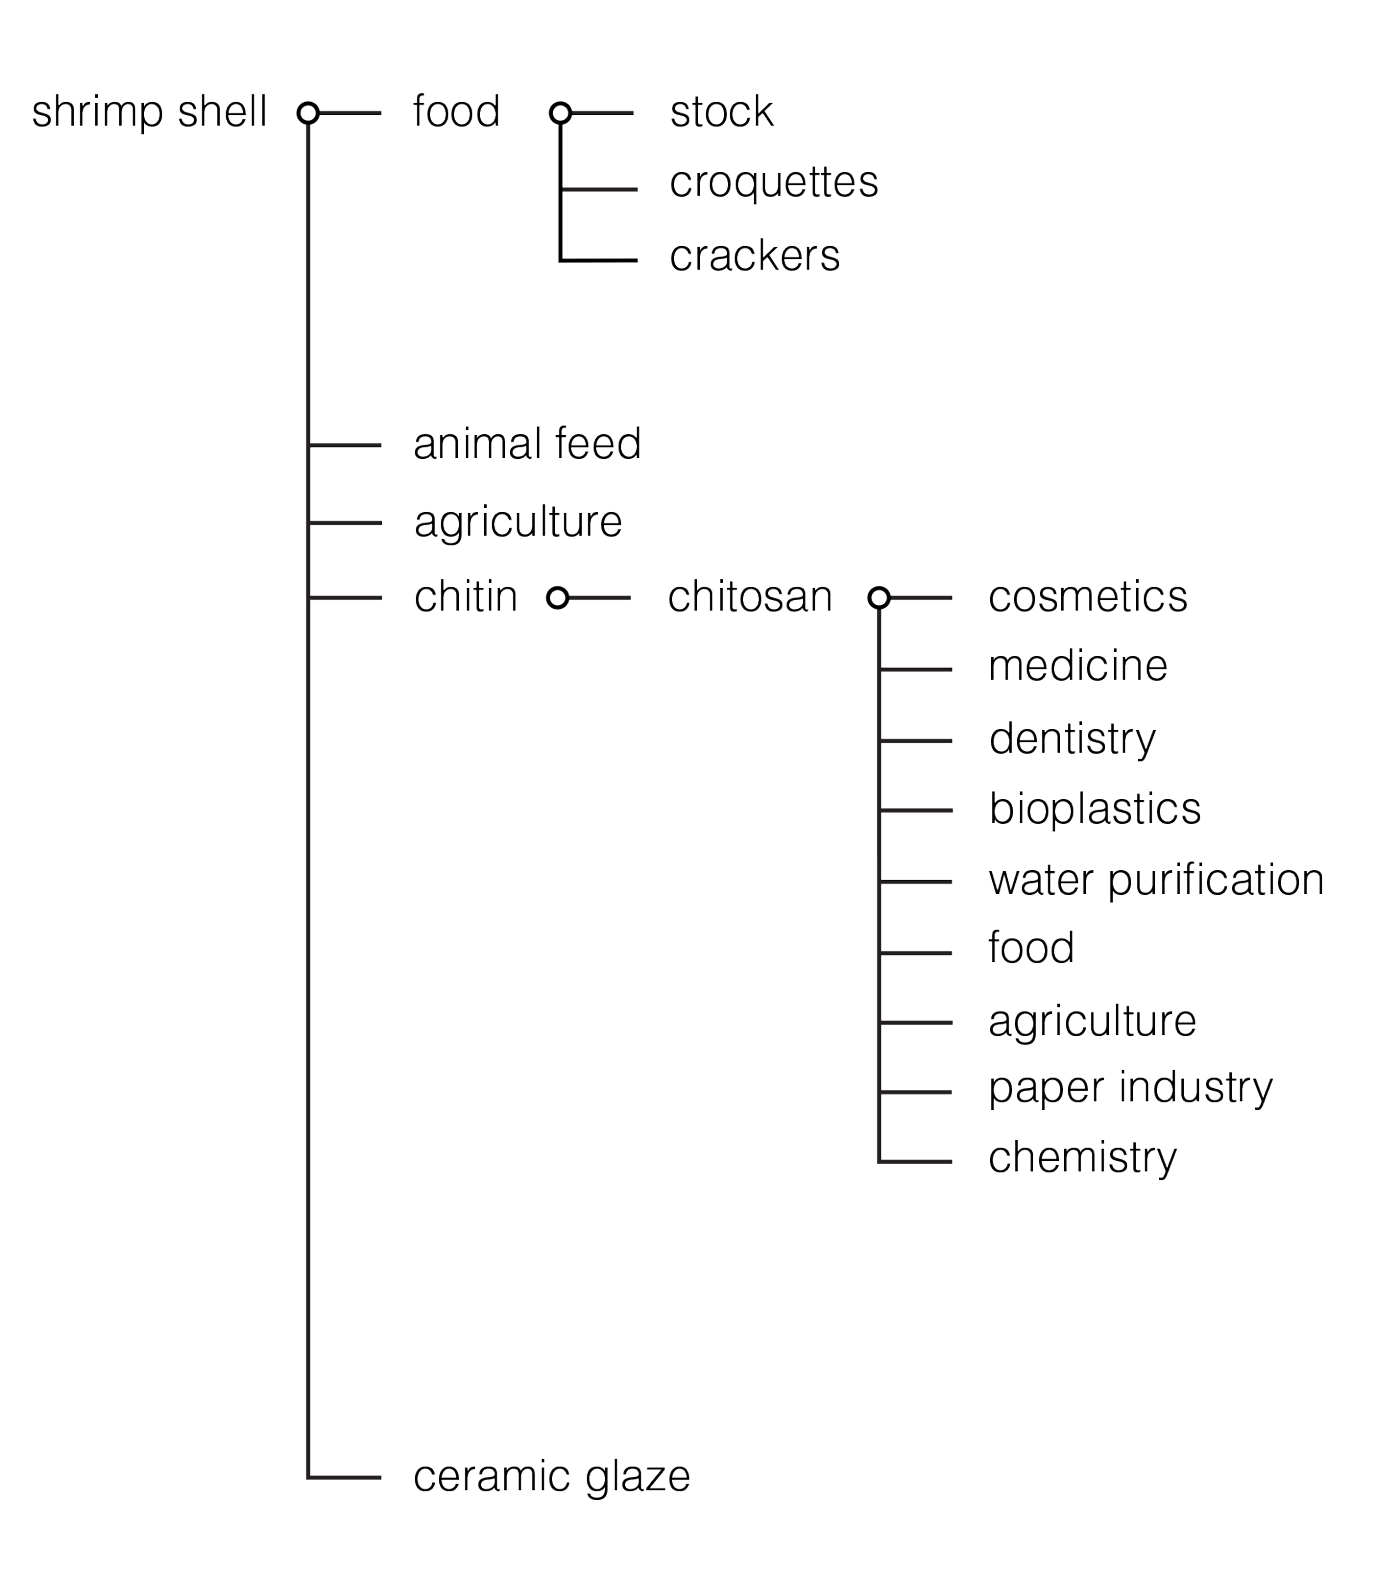 shrimp shell food stock
croquettes
crackers
animal feed
agriculture
chitin chitosan cosmetics
medicine
dentistry
bioplastics
water purification
food
agriculture
paper industry
chemistry
ceramic glaze